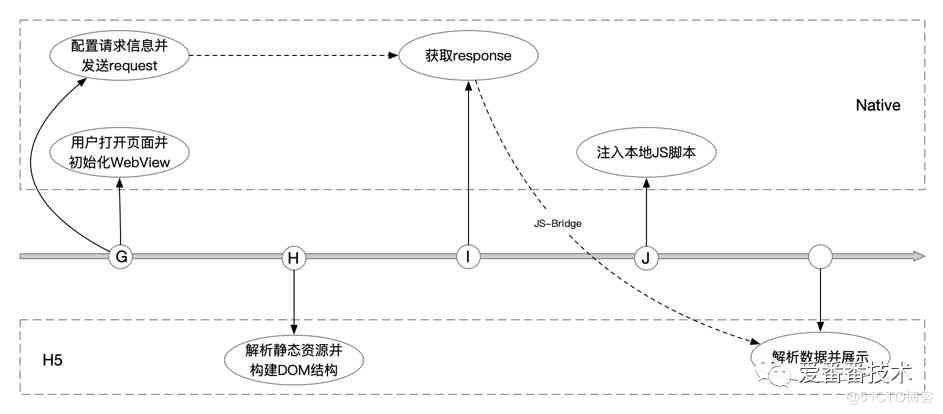 配置请求信息并
发送request
获取response
Native
用户打开页面并
初始化WebView
注入本地JS脚本
JS-Bridge
G
H
I
J
H5
解析静态资源并
构建DOM结构
解析数据并展示
爱番番技术
@51CTO博客